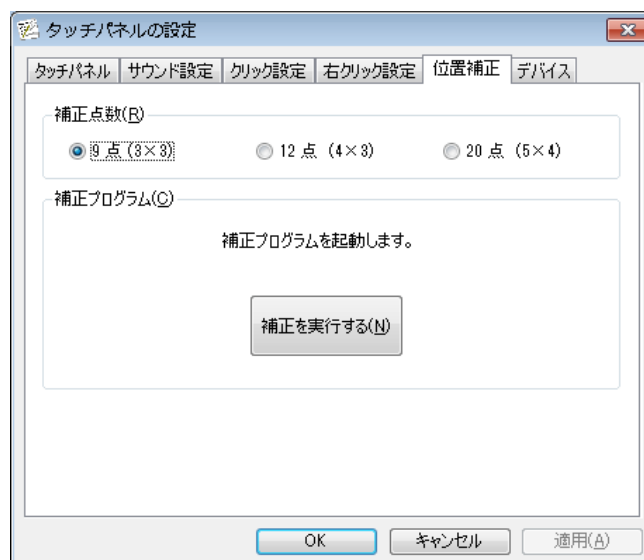 タッチパネルの設定
タッチパネル サウンド設定 クリック設定 右クリック設定 位置補正 デバイス
補正点数(R)
9 点 (3×3) 12 点 (4×3) 20 点 (5×4)
補正プログラム(C)
補正プログラムを起動します。
補正を実行する(N)
OK キャンセル 適用(A)